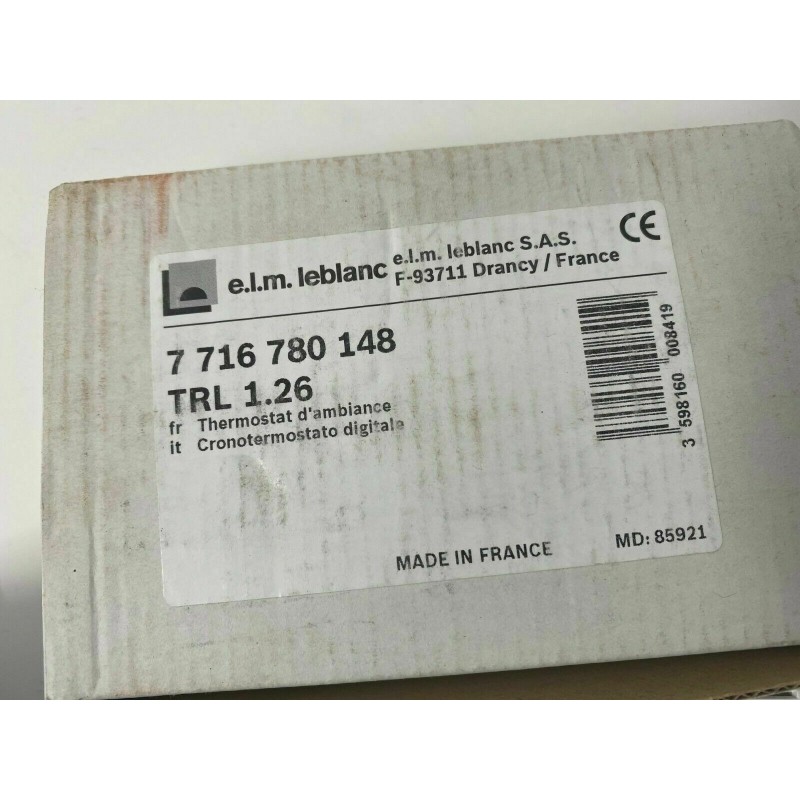 e.l.m. leblanc
e.l.m. leblanc S.A.S.
F-93711 Drancy / France
CE
7 716 780 148
TRL 1.26
fr Thermostat d'ambiance
it Cronotermostato digitale
3 598160 008419
MADE IN FRANCE
MD: 85921